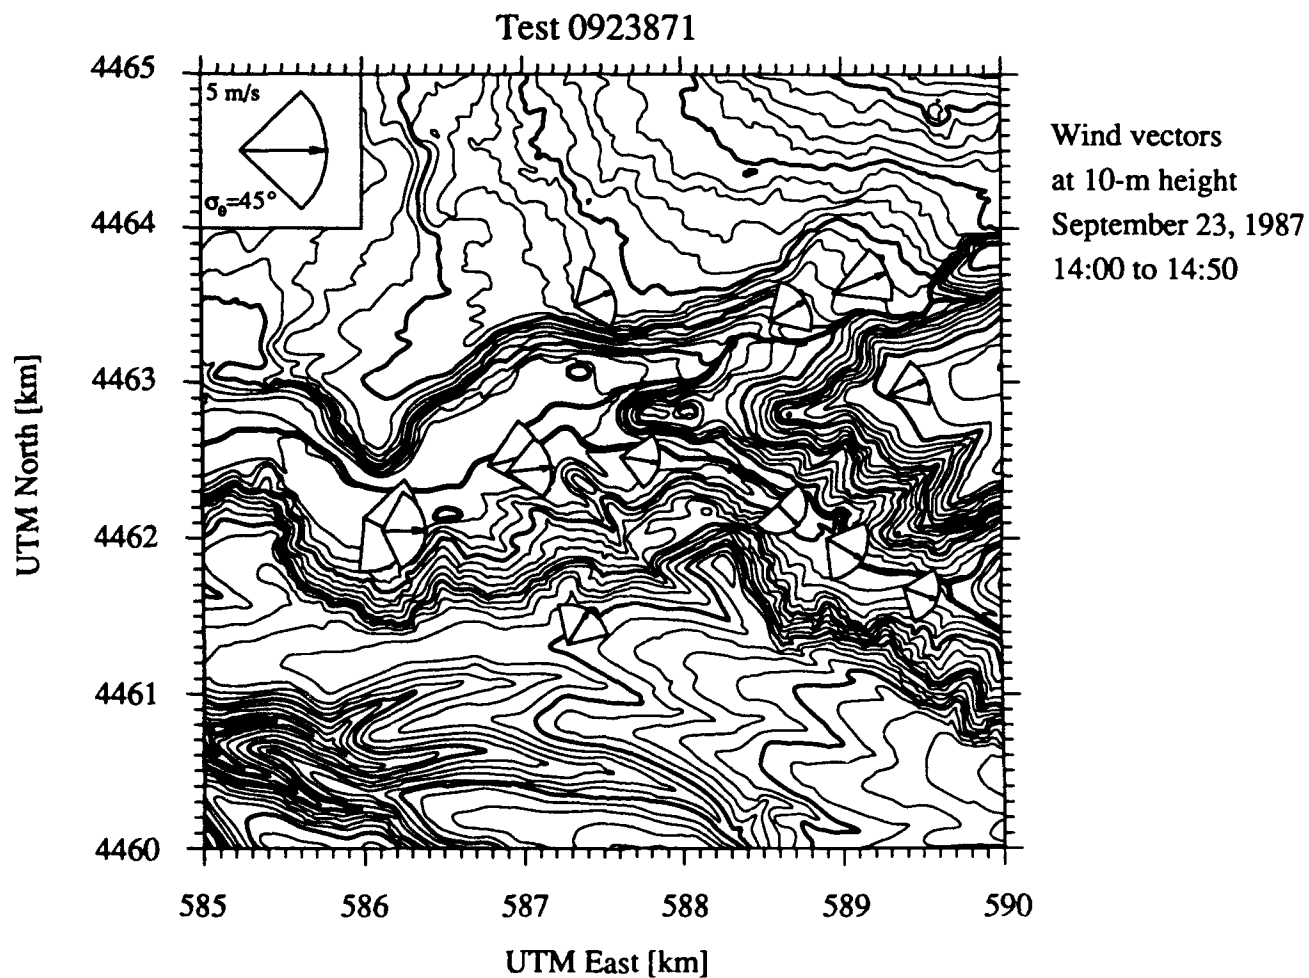 Test 0923871
4465
4464
4463
4462
4461
4460
UTM North [km]
5 m/s
σθ=45°
Wind vectors
at 10-m height
September 23, 1987
14:00 to 14:50
585 586 587 588 589 590
UTM East [km]